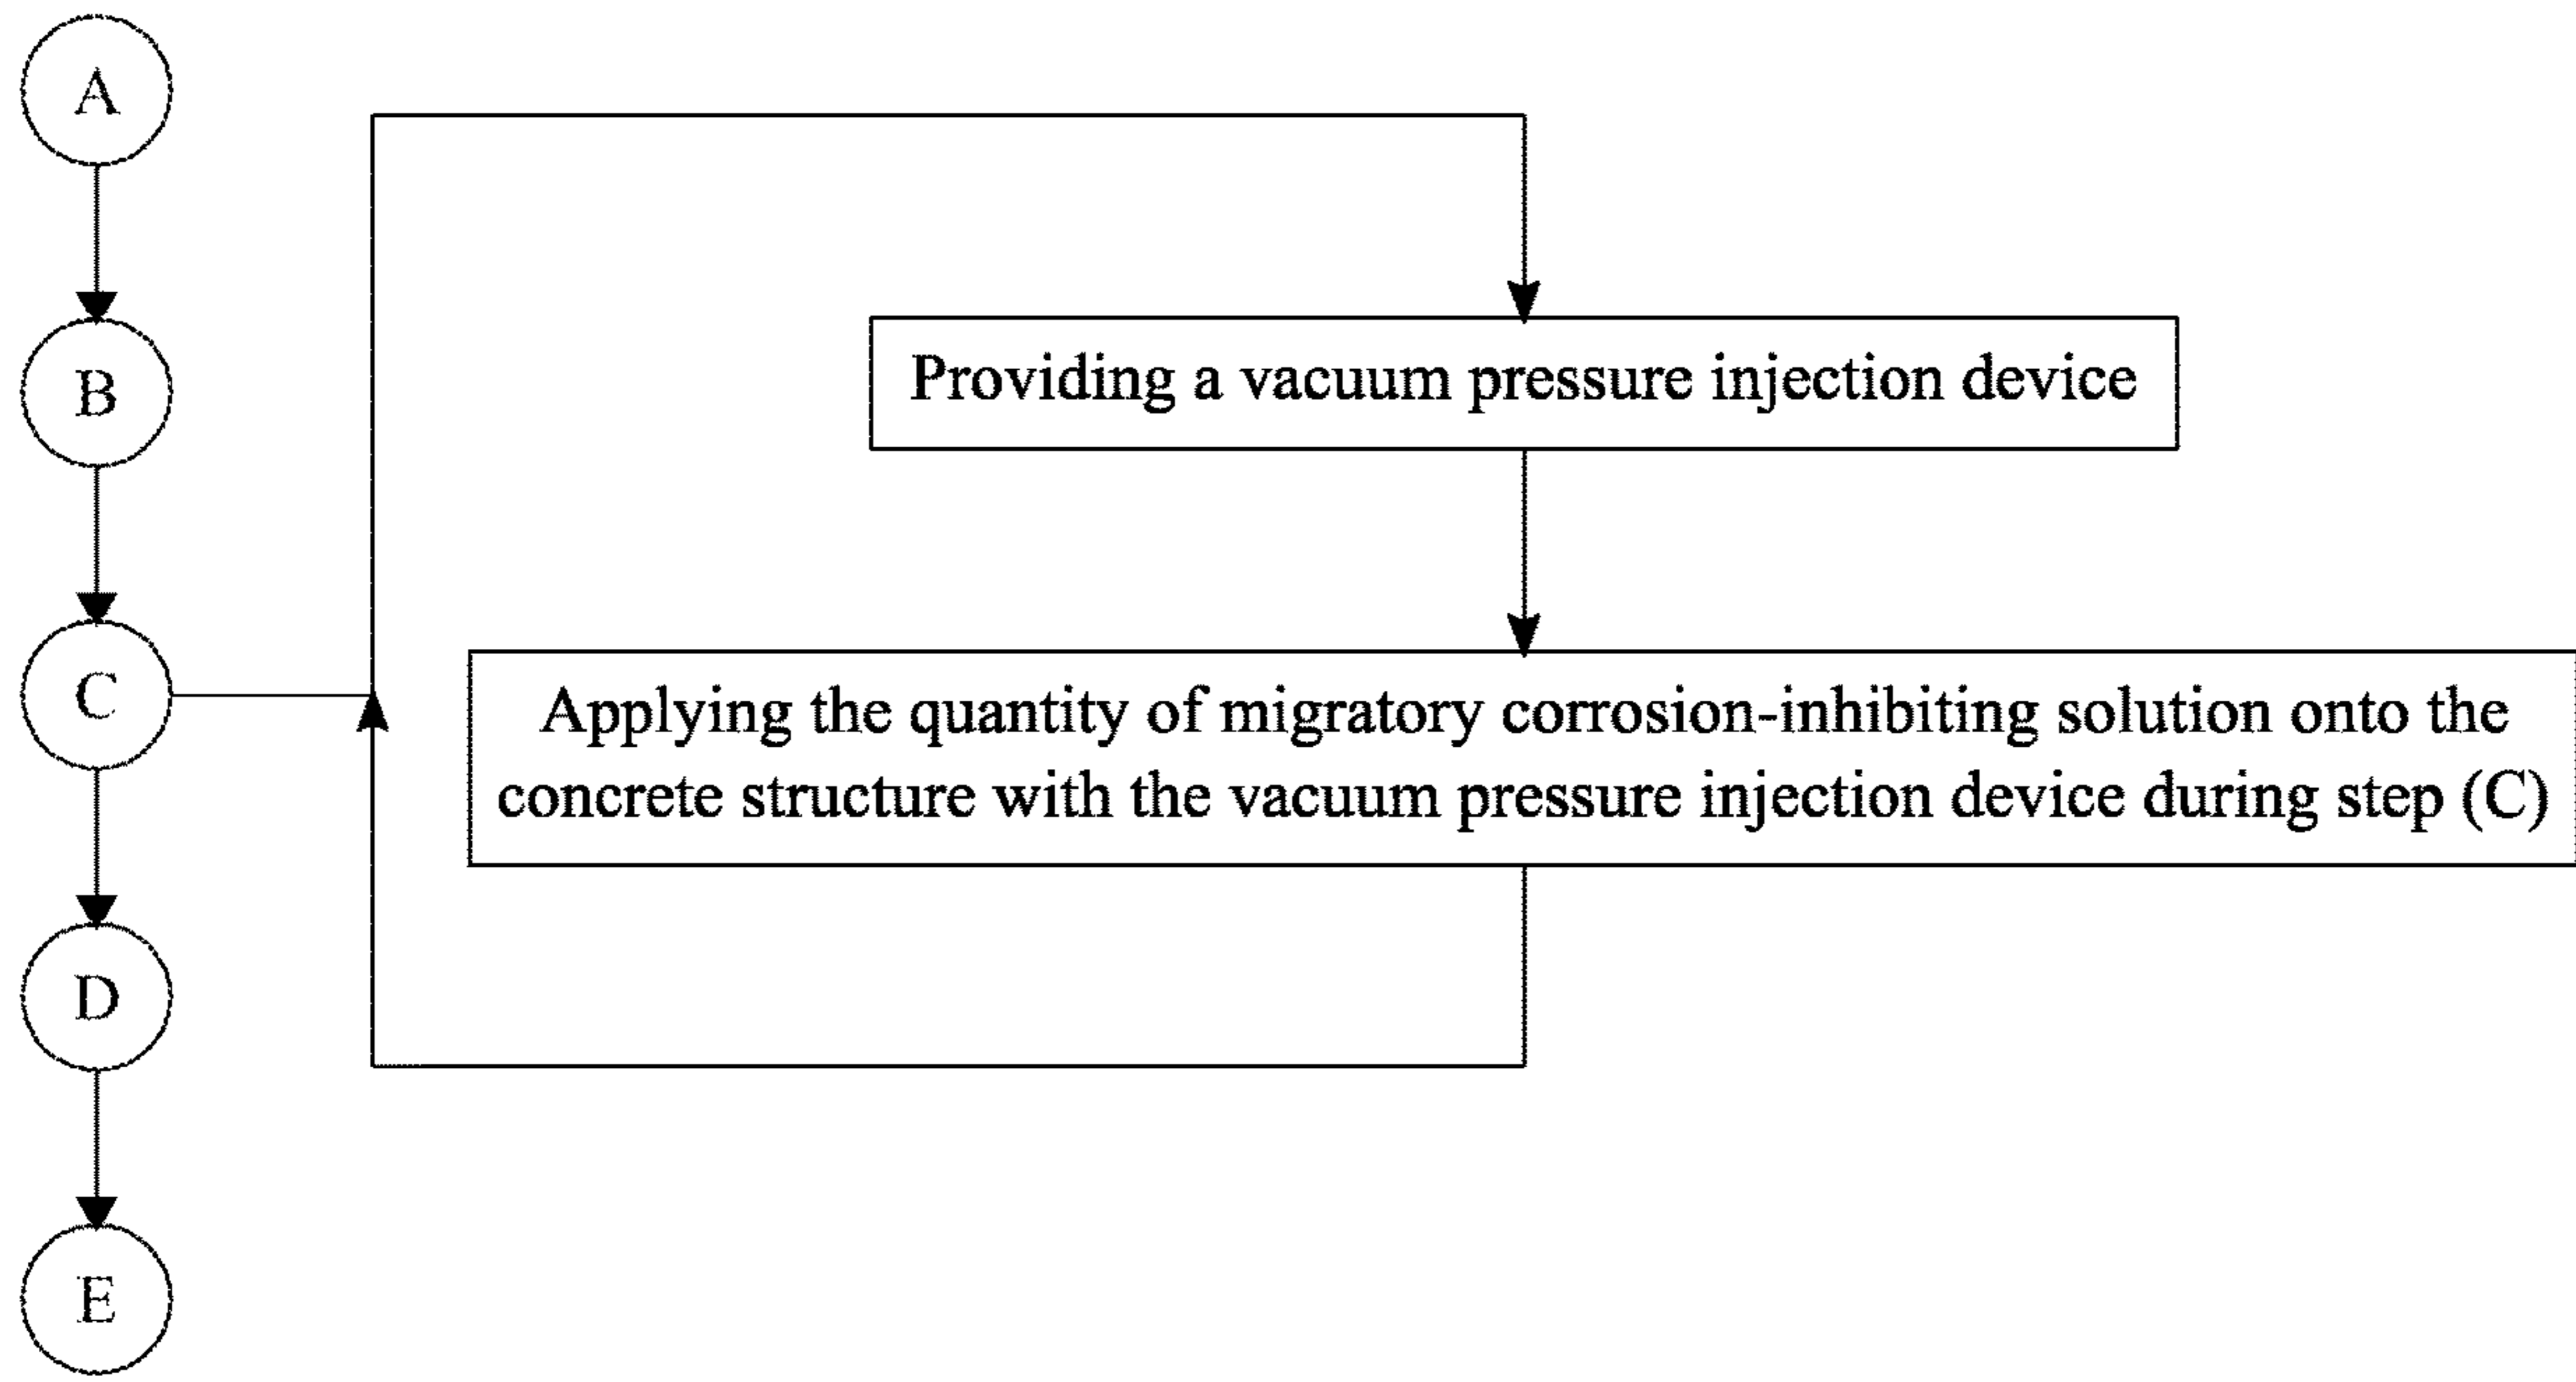 A
B
C
D
E
Providing a vacuum pressure injection device
Applying the quantity of migratory corrosion-inhibiting solution onto the
concrete structure with the vacuum pressure injection device during step (C)